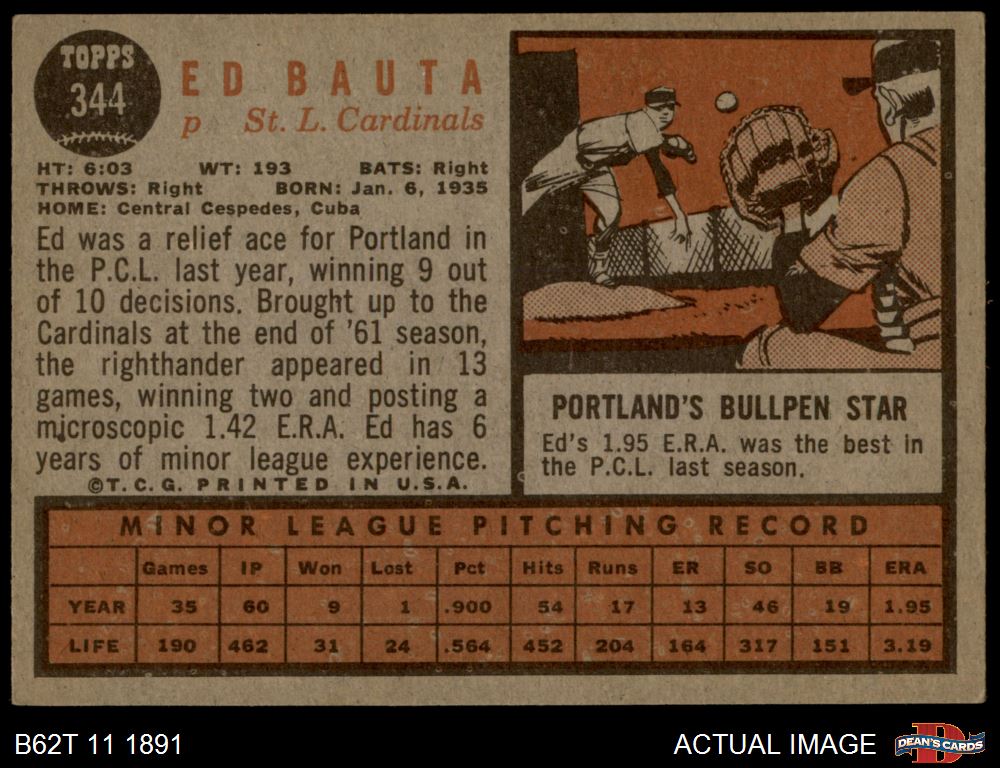 TOPPS
344
ED BAUTA
p St. L. Cardinals
HT: 6:03 WT: 193 BATS: Right
THROWS: Right BORN: Jan. 6, 1935
HOME: Central Cespedes, Cuba
Ed was a relief ace for Portland in
the P.C.L. last year, winning 9 out
of 10 decisions. Brought up to the
Cardinals at the end of '61 season,
the righthander appeared in 13
games, winning two and posting a
microscopic 1.42 E.R.A. Ed has 6
years of minor league experience.
©T.C.G. PRINTED IN U.S.A.
PORTLAND'S BULLPEN STAR
Ed's 1.95 E.R.A. was the best in
the P.C.L. last season.
MINOR LEAGUE PITCHING RECORD
Games IP Won Lost Pct Hits Runs ER SO BB ERA
YEAR 35 60 9 1 .900 54 17 13 46 19 1.95
LIFE 190 462 31 24 .564 452 204 164 317 151 3.19
B62T 11 1891
ACTUAL IMAGE
D
DEAN'S CARDS